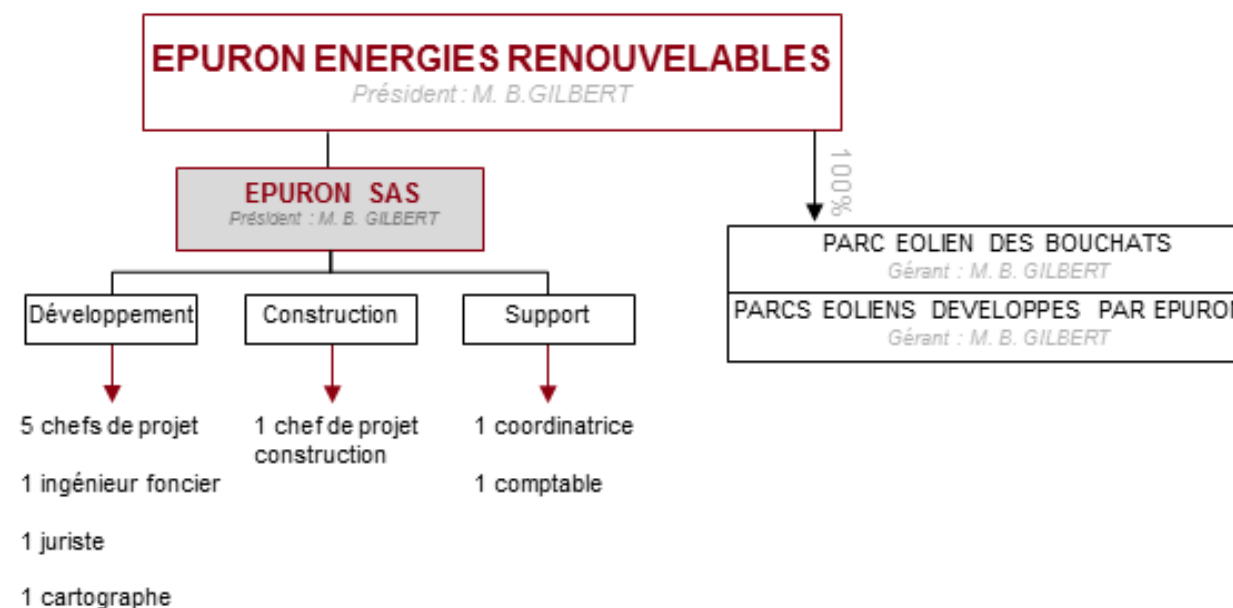 EPURON ENERGIES RENOUVELABLES
Président : M. B.GILBERT
100%
EPURON SAS
Président : M. B. GILBERT
PARC EOLIEN DES BOUCHATS
Gérant : M. B. GILBERT
PARCS EOLIENS DEVELOPPES PAR EPURON
Gérant : M. B. GILBERT
Développement
Construction
Support
5 chefs de projet
1 ingénieur foncier
1 juriste
1 cartographe
1 chef de projet
construction
1 coordinatrice
1 comptable